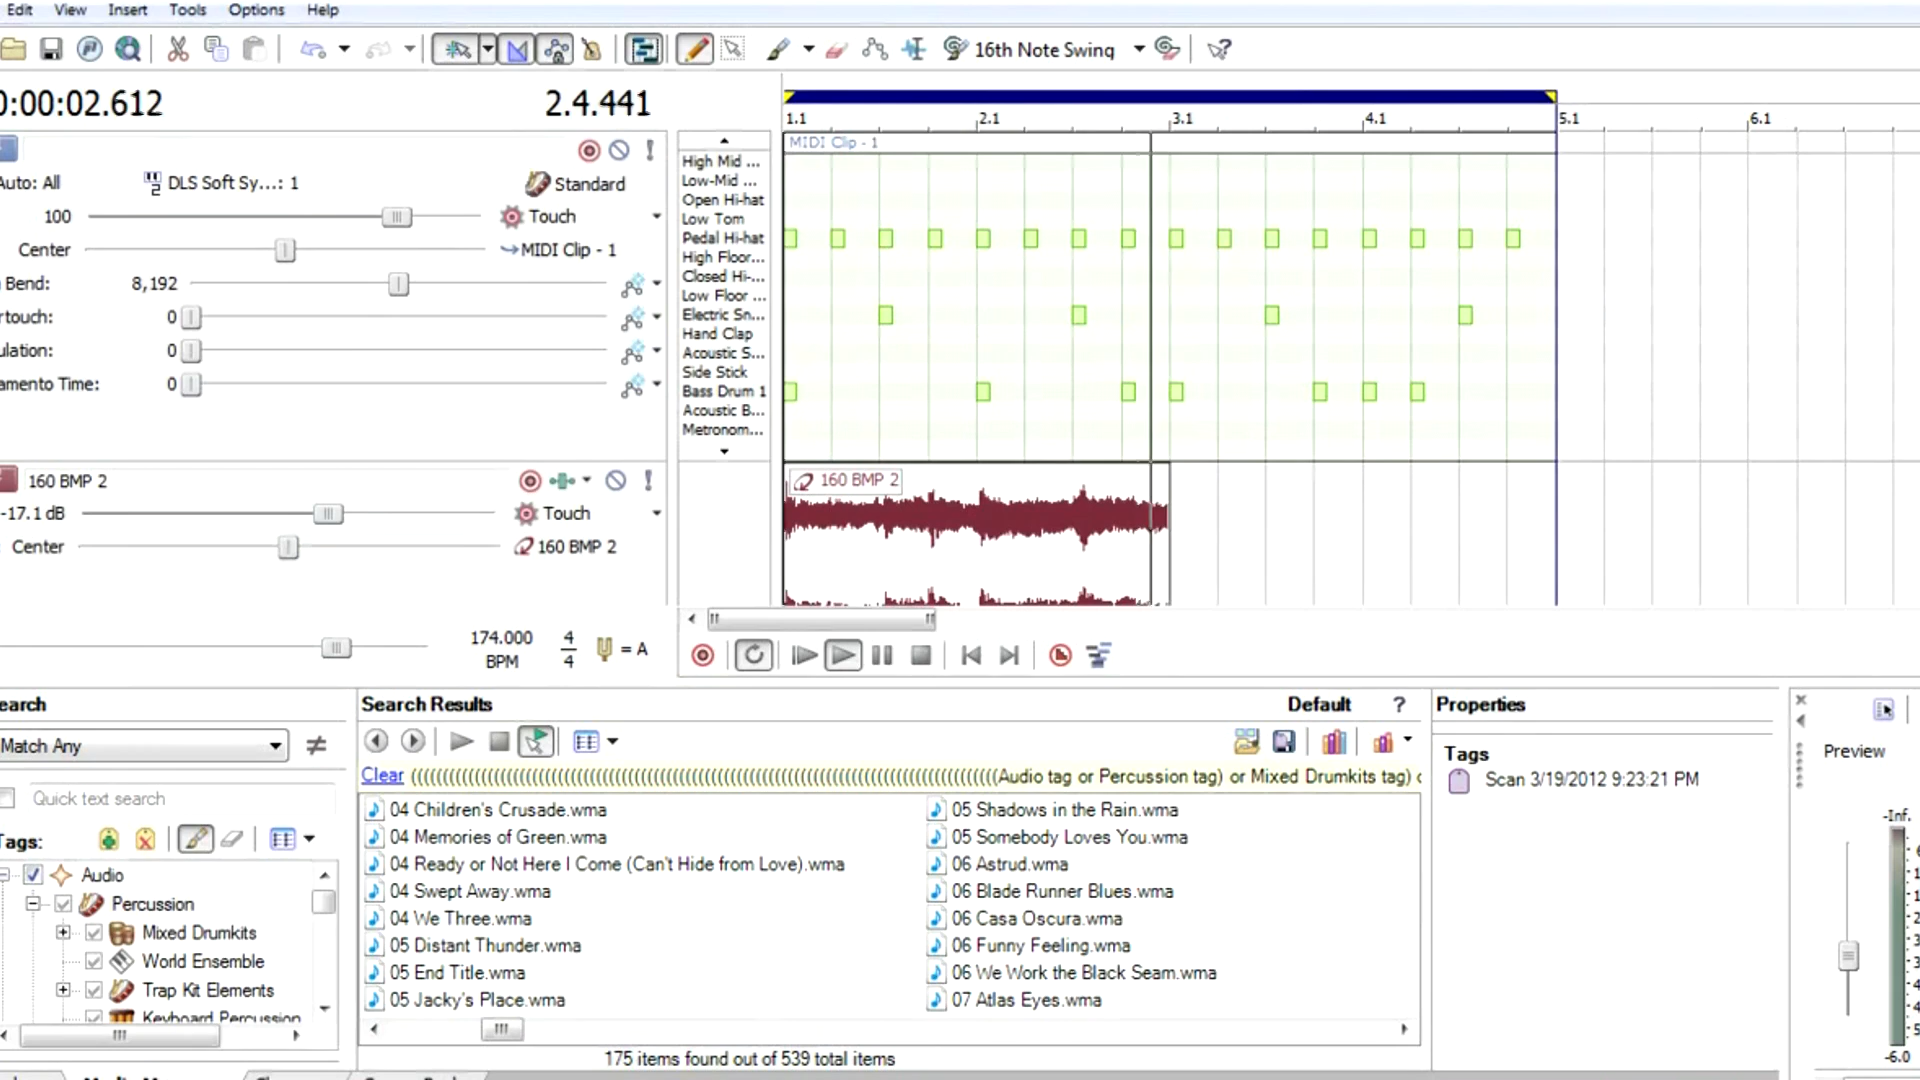 Edit View Insert Tools Options Help
16th Note Swing
0:00:02.612 2.4.441
1.1 2.1 3.1 4.1 5.1 6.1
MIDI Clip - 1
Auto: All DLS Soft Sy...: 1 Standard
100 Touch
Center MIDI Clip - 1
Bend: 8,192
rtouch: 0
ulation: 0
amento Time: 0
High Mid ...
Low-Mid ...
Open Hi-hat
Low Tom
Pedal Hi-hat
High Floor...
Closed Hi-...
Low Floor ...
Electric Sn...
Hand Clap
Acoustic S...
Side Stick
Bass Drum 1
Acoustic B...
Metronom...
160 BMP 2
-17.1 dB Touch
Center 160 BMP 2
160 BMP 2
174.000 BPM 4/4 = A
earch
Match Any
Quick text search
Tags:
Audio
Percussion
Mixed Drumkits
World Ensemble
Trap Kit Elements
Keyboard Percussion
Search Results Default ?
Clear ((((((((((((((((((((((((((((((((((((((((((((((((((((((((((((((((((((((((((Audio tag or Percussion tag) or Mixed Drumkits tag) o
04 Children's Crusade.wma
04 Memories of Green.wma
04 Ready or Not Here I Come (Can't Hide from Love).wma
04 Swept Away.wma
04 We Three.wma
05 Distant Thunder.wma
05 End Title.wma
05 Jacky's Place.wma
05 Shadows in the Rain.wma
05 Somebody Loves You.wma
06 Astrud.wma
06 Blade Runner Blues.wma
06 Casa Oscura.wma
06 Funny Feeling.wma
06 We Work the Black Seam.wma
07 Atlas Eyes.wma
175 items found out of 539 total items
Properties
Tags
Scan 3/19/2012 9:23:21 PM
Preview
-Inf.
-6.0